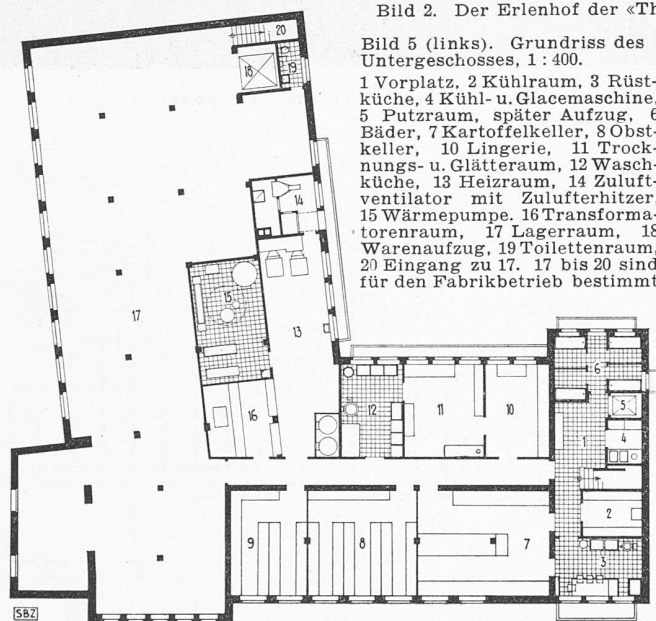 Bild 2. Der Erlenhof der «Th
Bild 5 (links). Grundriss des
Untergeschosses, 1 : 400.
1 Vorplatz, 2 Kühlraum, 3 Rüst-
küche, 4 Kühl- u. Glacemaschine,
5 Putzraum, später Aufzug, 6
Bäder, 7 Kartoffelkeller, 8 Obst-
keller, 10 Lingerie, 11 Trock-
nungs- u. Glätteraum, 12 Wasch-
küche, 13 Heizraum, 14 Zuluft-
ventilator mit Zulufterhitzer,
15 Wärmepumpe. 16 Transforma-
torenraum, 17 Lagerraum, 18
Warenaufzug, 19 Toilettenraum,
20 Eingang zu 17. 17 bis 20 sind
für den Fabrikbetrieb bestimmt
20
19
18
14
15
17
13
16
12
11
10
6
5
1
4
2
9
8
7
3
SBZ